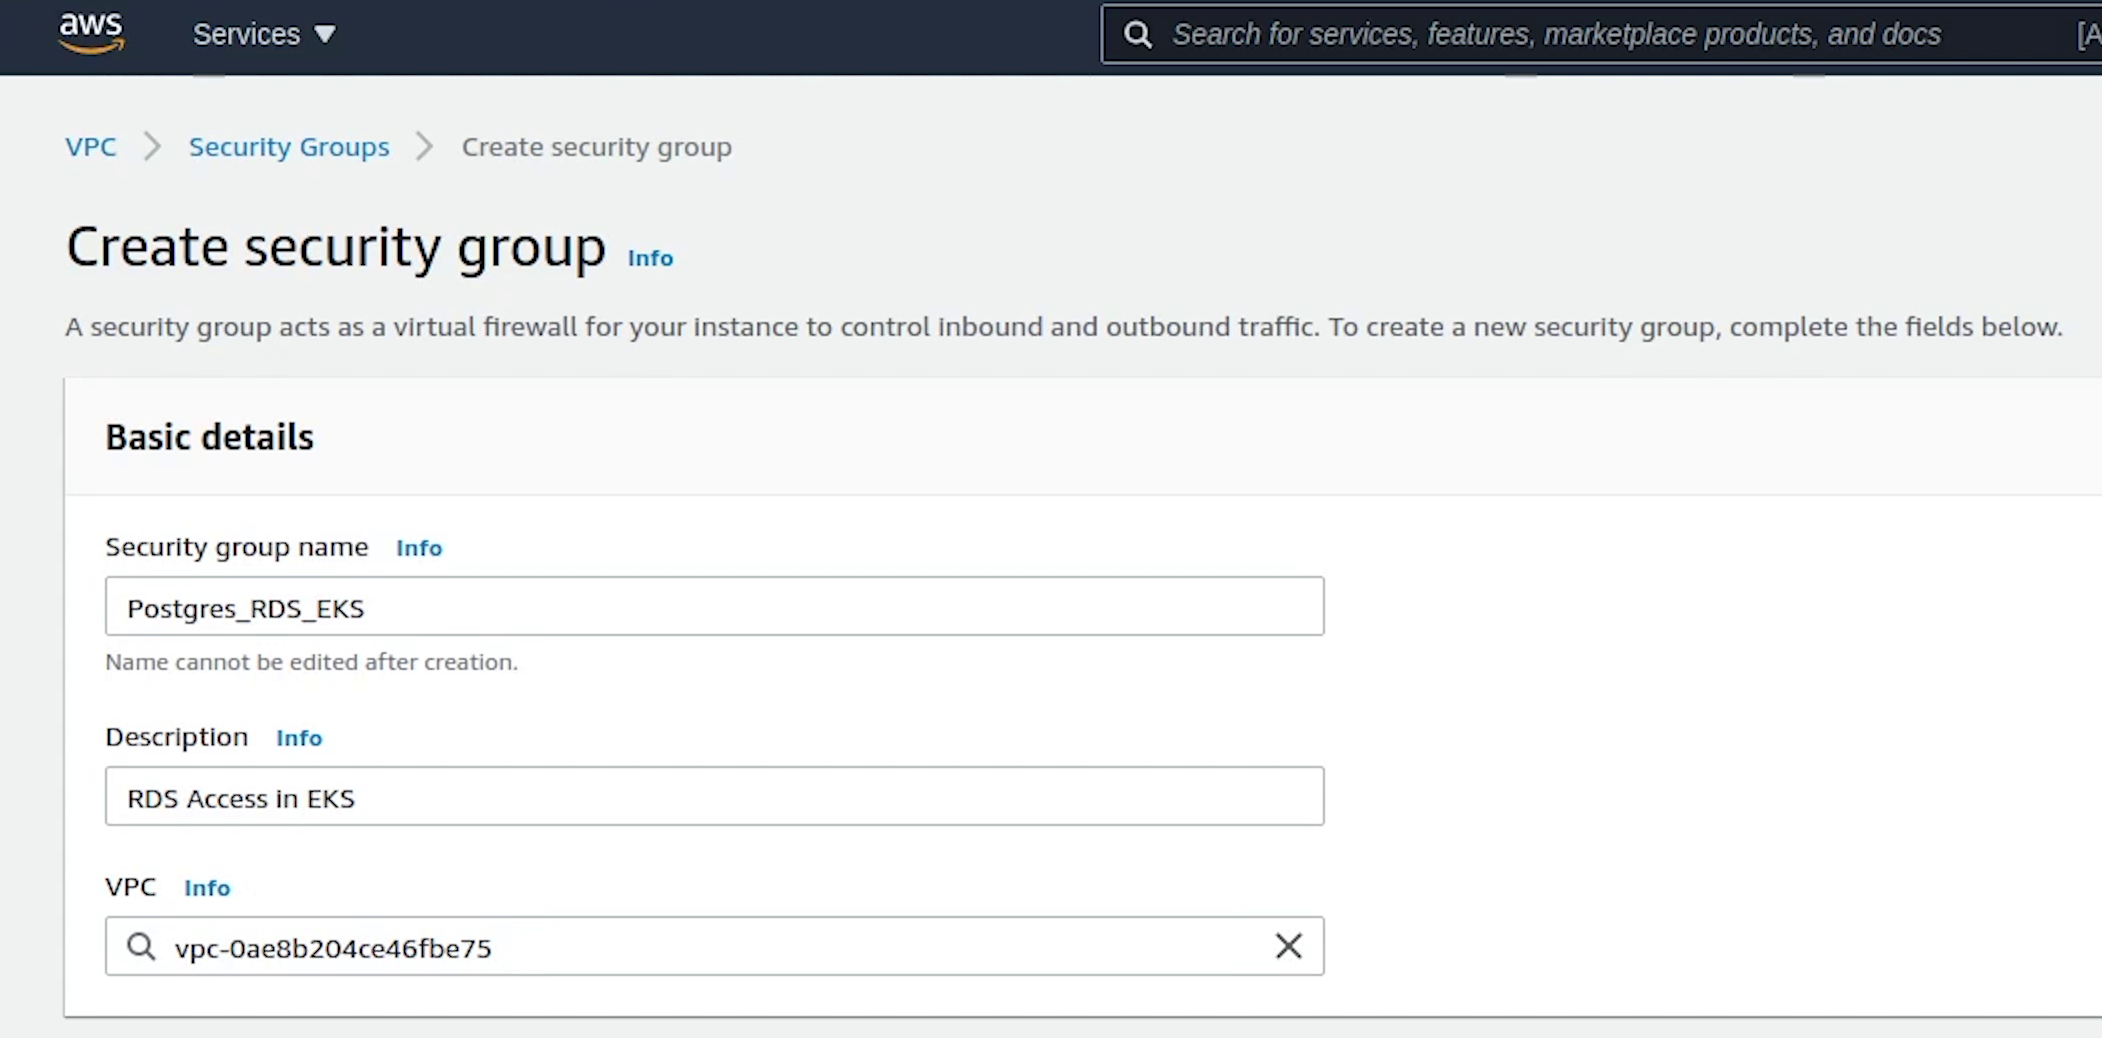 aws Services Search for services, features, marketplace products, and docs [A
VPC Security Groups Create security group
Create security group Info
A security group acts as a virtual firewall for your instance to control inbound and outbound traffic. To create a new security group, complete the fields below.
Basic details
Security group name Info
Postgres_RDS_EKS
Name cannot be edited after creation.
Description Info
RDS Access in EKS
VPC Info
vpc-0ae8b204ce46fbe75